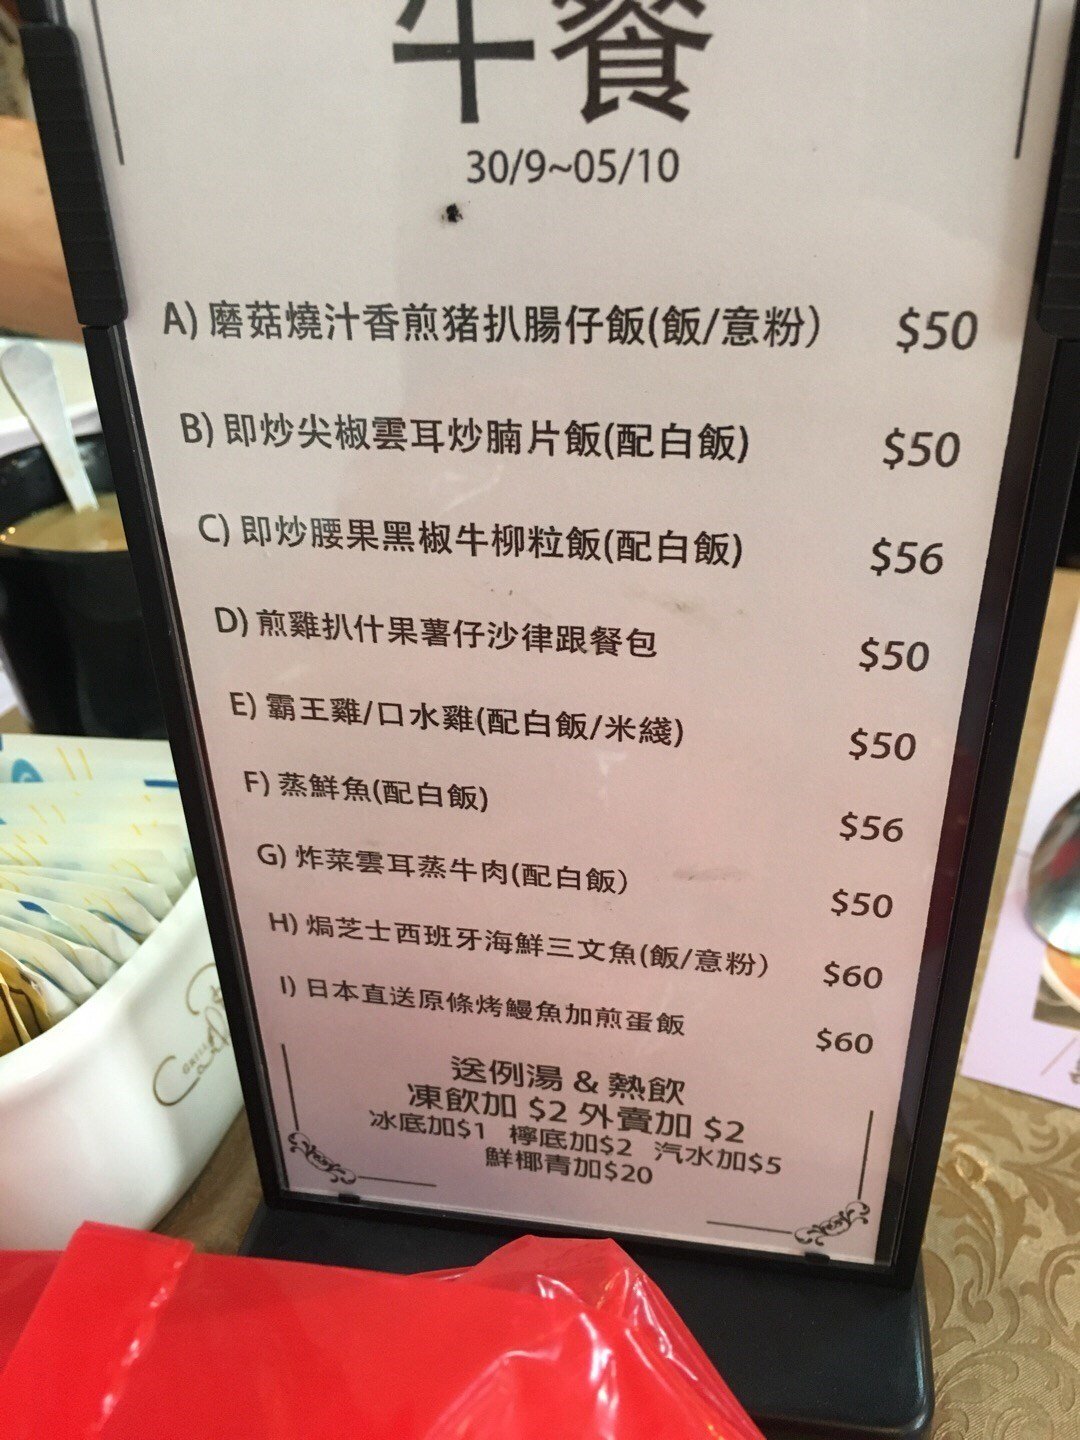 午餐
30/9~05/10
A) 磨菇燒汁香煎猪扒腸仔飯(飯/意粉） $50
B) 即炒尖椒雲耳炒腩片飯(配白飯) $50
C) 即炒腰果黑椒牛柳粒飯(配白飯) $56
D) 煎雞扒什果薯仔沙律跟餐包 $50
E) 霸王雞/口水雞(配白飯/米綫) $50
F) 蒸鮮魚(配白飯) $56
G) 炸菜雲耳蒸牛肉(配白飯） $50
H) 焗芝士西班牙海鮮三文魚(飯/意粉） $60
I) 日本直送原條烤鰻魚加煎蛋飯 $60
送例湯 & 熱飲
凍飲加 $2 外賣加 $2
冰底加$1 檸底加$2 汽水加$5
鮮椰青加$20
GRILL